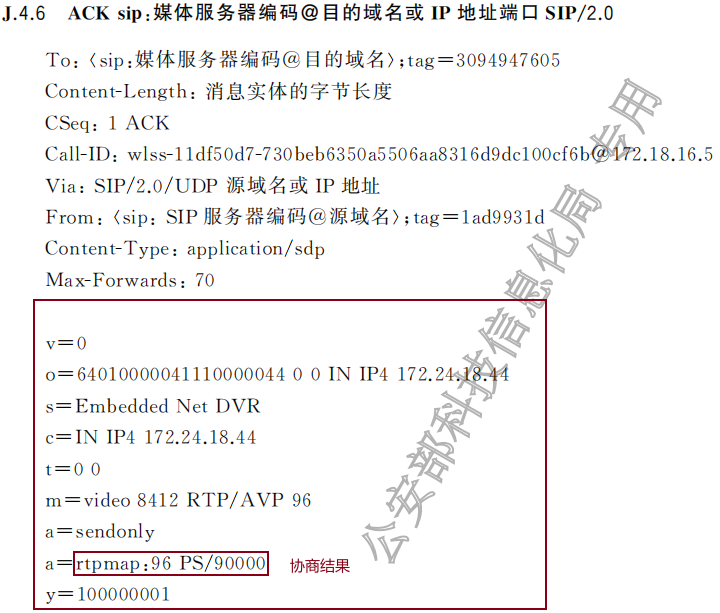 J.4.6 ACK sip:媒体服务器编码@目的域名或 IP 地址端口 SIP/2.0
To:〈sip:媒体服务器编码@目的域名〉;tag=3094947605
Content-Length: 消息实体的字节长度
CSeq: 1 ACK
Call-ID: wlss-11df50d7-730beb6350a5506aa8316d9dc100cf6b@172.18.16.5
Via: SIP/2.0/UDP 源域名或 IP 地址
From:〈sip: SIP 服务器编码@源域名〉;tag=1ad9931d
Content-Type: application/sdp
Max-Forwards: 70
v=0
o=64010000041110000044 0 0 IN IP4 172.24.18.44
s=Embedded Net DVR
c=IN IP4 172.24.18.44
t=0 0
m=video 8412 RTP/AVP 96
a=sendonly
a=rtpmap:96 PS/90000 协商结果
y=100000001
公安部科技信息化局 专用